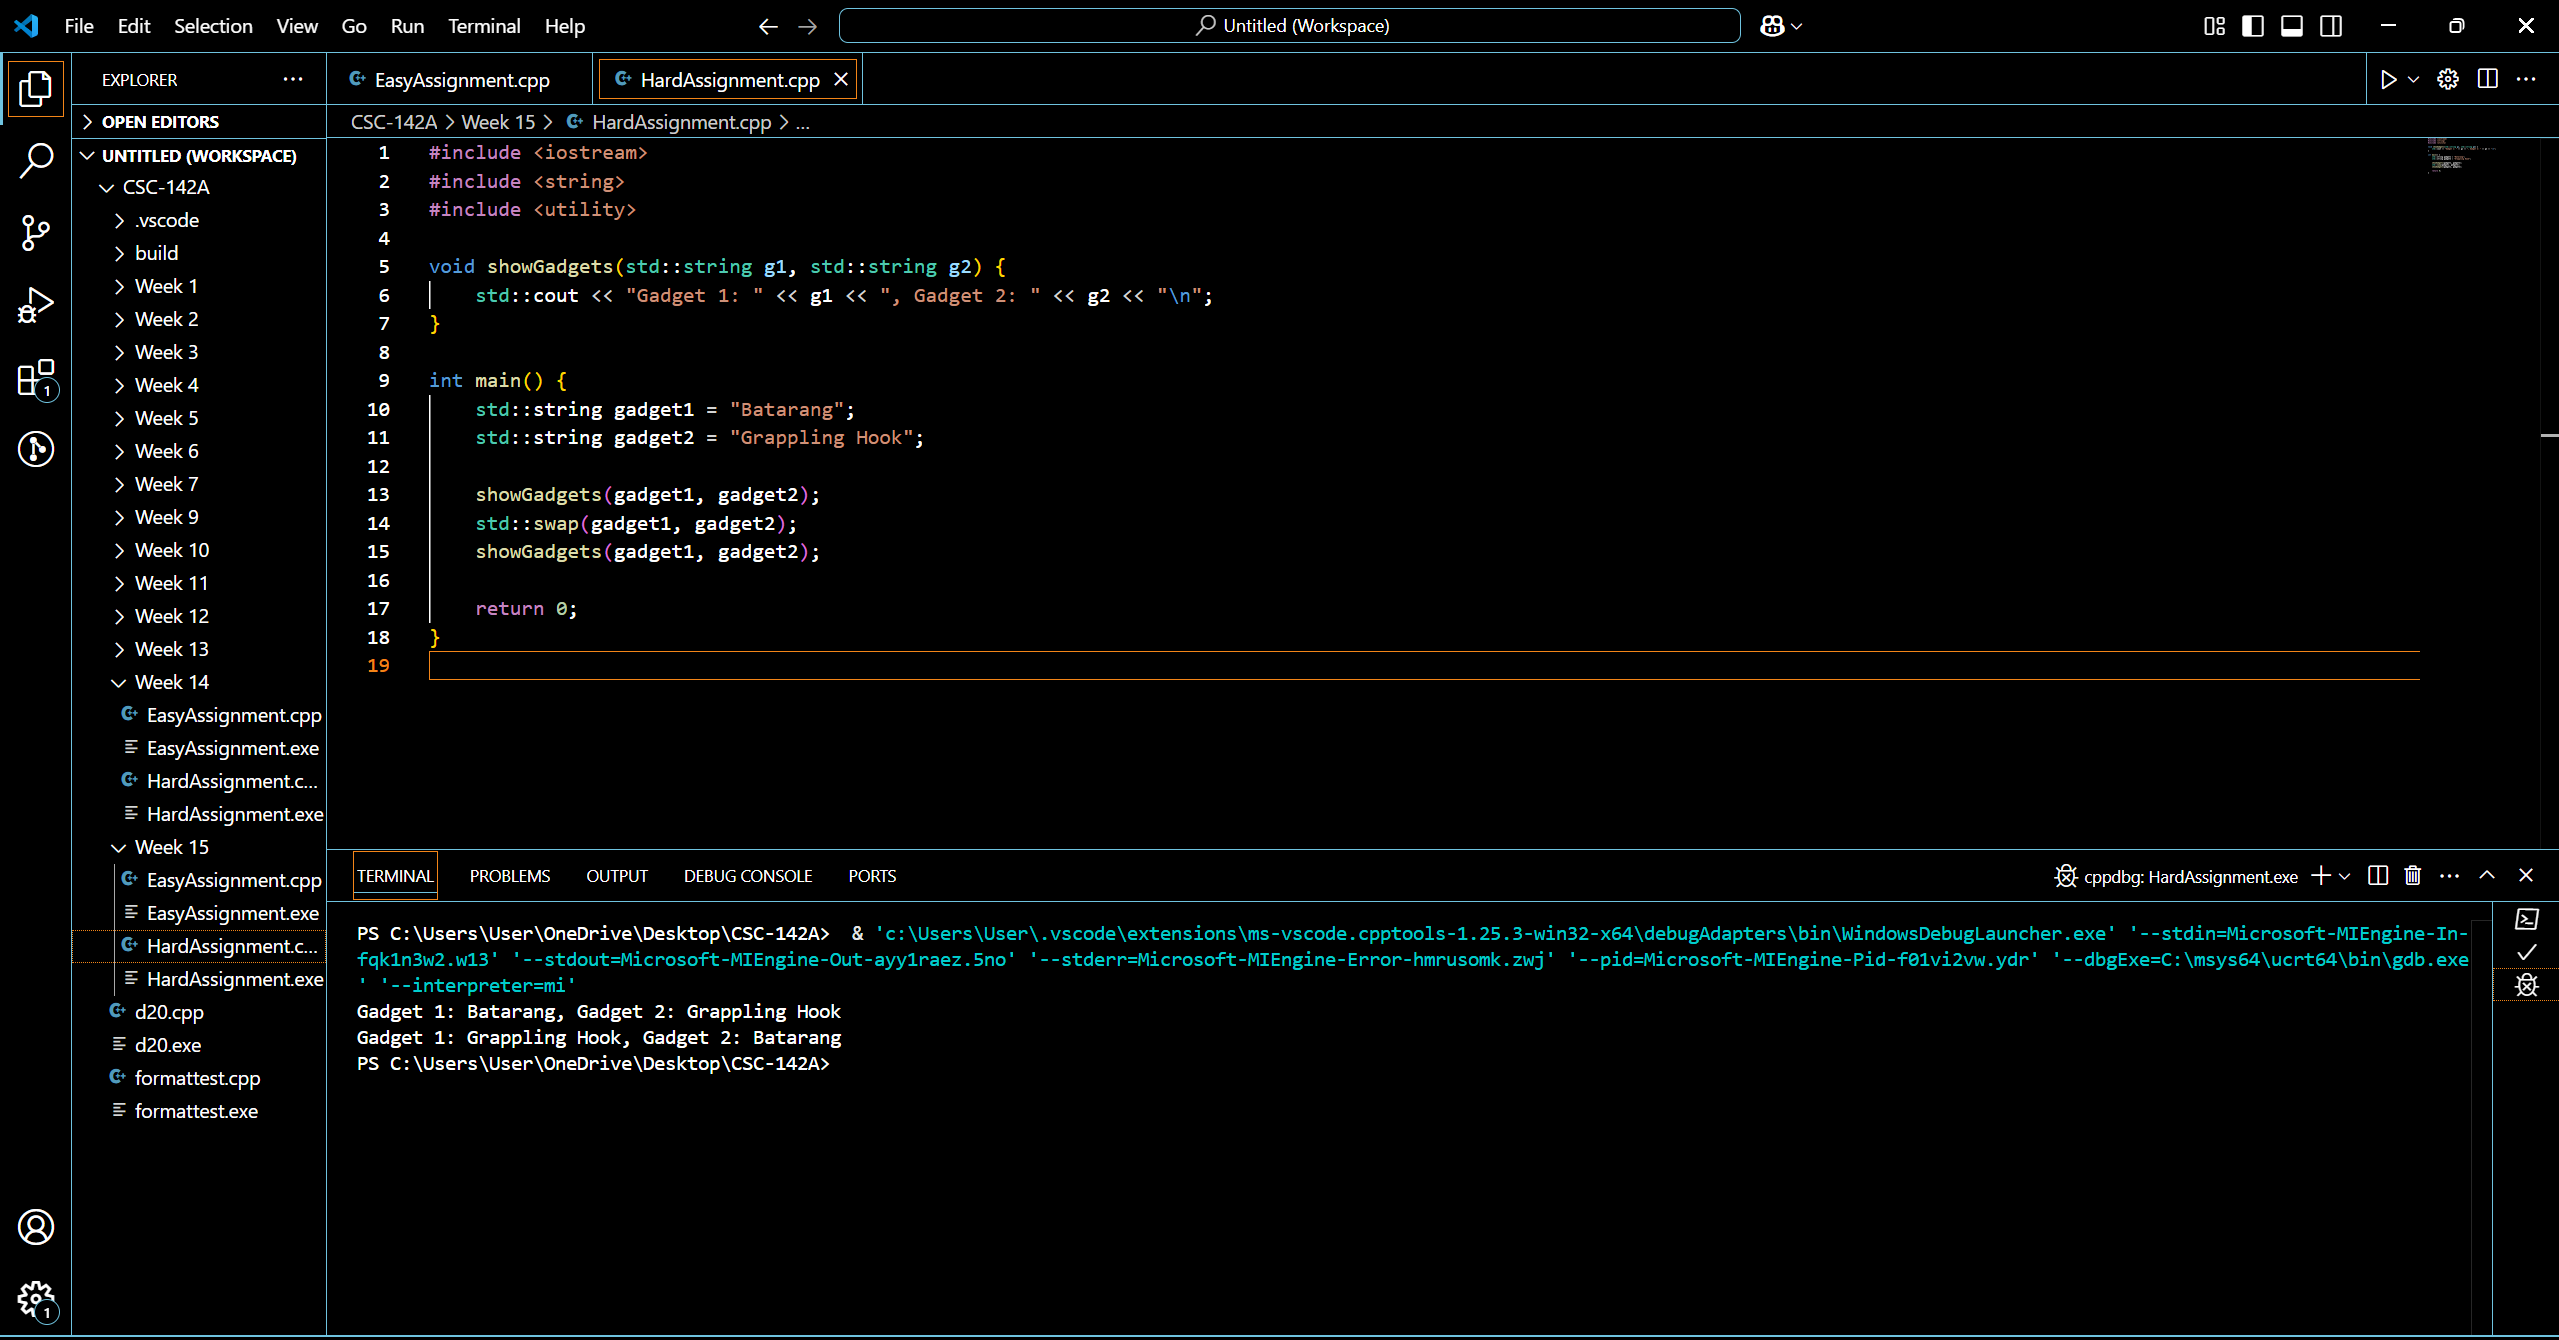 File Edit Selection View Go Run Terminal Help
Untitled (Workspace)
EXPLORER
OPEN EDITORS
UNTITLED (WORKSPACE)
CSC-142A
.vscode
build
Week 1
Week 2
Week 3
Week 4
Week 5
Week 6
Week 7
Week 9
Week 10
Week 11
Week 12
Week 13
Week 14
EasyAssignment.cpp
EasyAssignment.exe
HardAssignment.c...
HardAssignment.exe
Week 15
EasyAssignment.cpp
EasyAssignment.exe
HardAssignment.c...
HardAssignment.exe
d20.cpp
d20.exe
formattest.cpp
formattest.exe
1
1
EasyAssignment.cpp HardAssignment.cpp
CSC-142A > Week 15 > HardAssignment.cpp > ...
1 #include <iostream>
2 #include <string>
3 #include <utility>
4
5 void showGadgets(std::string g1, std::string g2) {
6     std::cout << "Gadget 1: " << g1 << ", Gadget 2: " << g2 << "\n";
7 }
8
9 int main() {
10     std::string gadget1 = "Batarang";
11     std::string gadget2 = "Grappling Hook";
12
13     showGadgets(gadget1, gadget2);
14     std::swap(gadget1, gadget2);
15     showGadgets(gadget1, gadget2);
16
17     return 0;
18 }
19
TERMINAL PROBLEMS OUTPUT DEBUG CONSOLE PORTS
cppdbg: HardAssignment.exe
PS C:\Users\User\OneDrive\Desktop\CSC-142A>  & 'c:\Users\User\.vscode\extensions\ms-vscode.cpptools-1.25.3-win32-x64\debugAdapters\bin\WindowsDebugLauncher.exe' '--stdin=Microsoft-MIEngine-In-
fqk1n3w2.w13' '--stdout=Microsoft-MIEngine-Out-ayy1raez.5no' '--stderr=Microsoft-MIEngine-Error-hmrusomk.zwj' '--pid=Microsoft-MIEngine-Pid-f01vi2vw.ydr' '--dbgExe=C:\msys64\ucrt64\bin\gdb.exe
' '--interpreter=mi'
Gadget 1: Batarang, Gadget 2: Grappling Hook
Gadget 1: Grappling Hook, Gadget 2: Batarang
PS C:\Users\User\OneDrive\Desktop\CSC-142A>